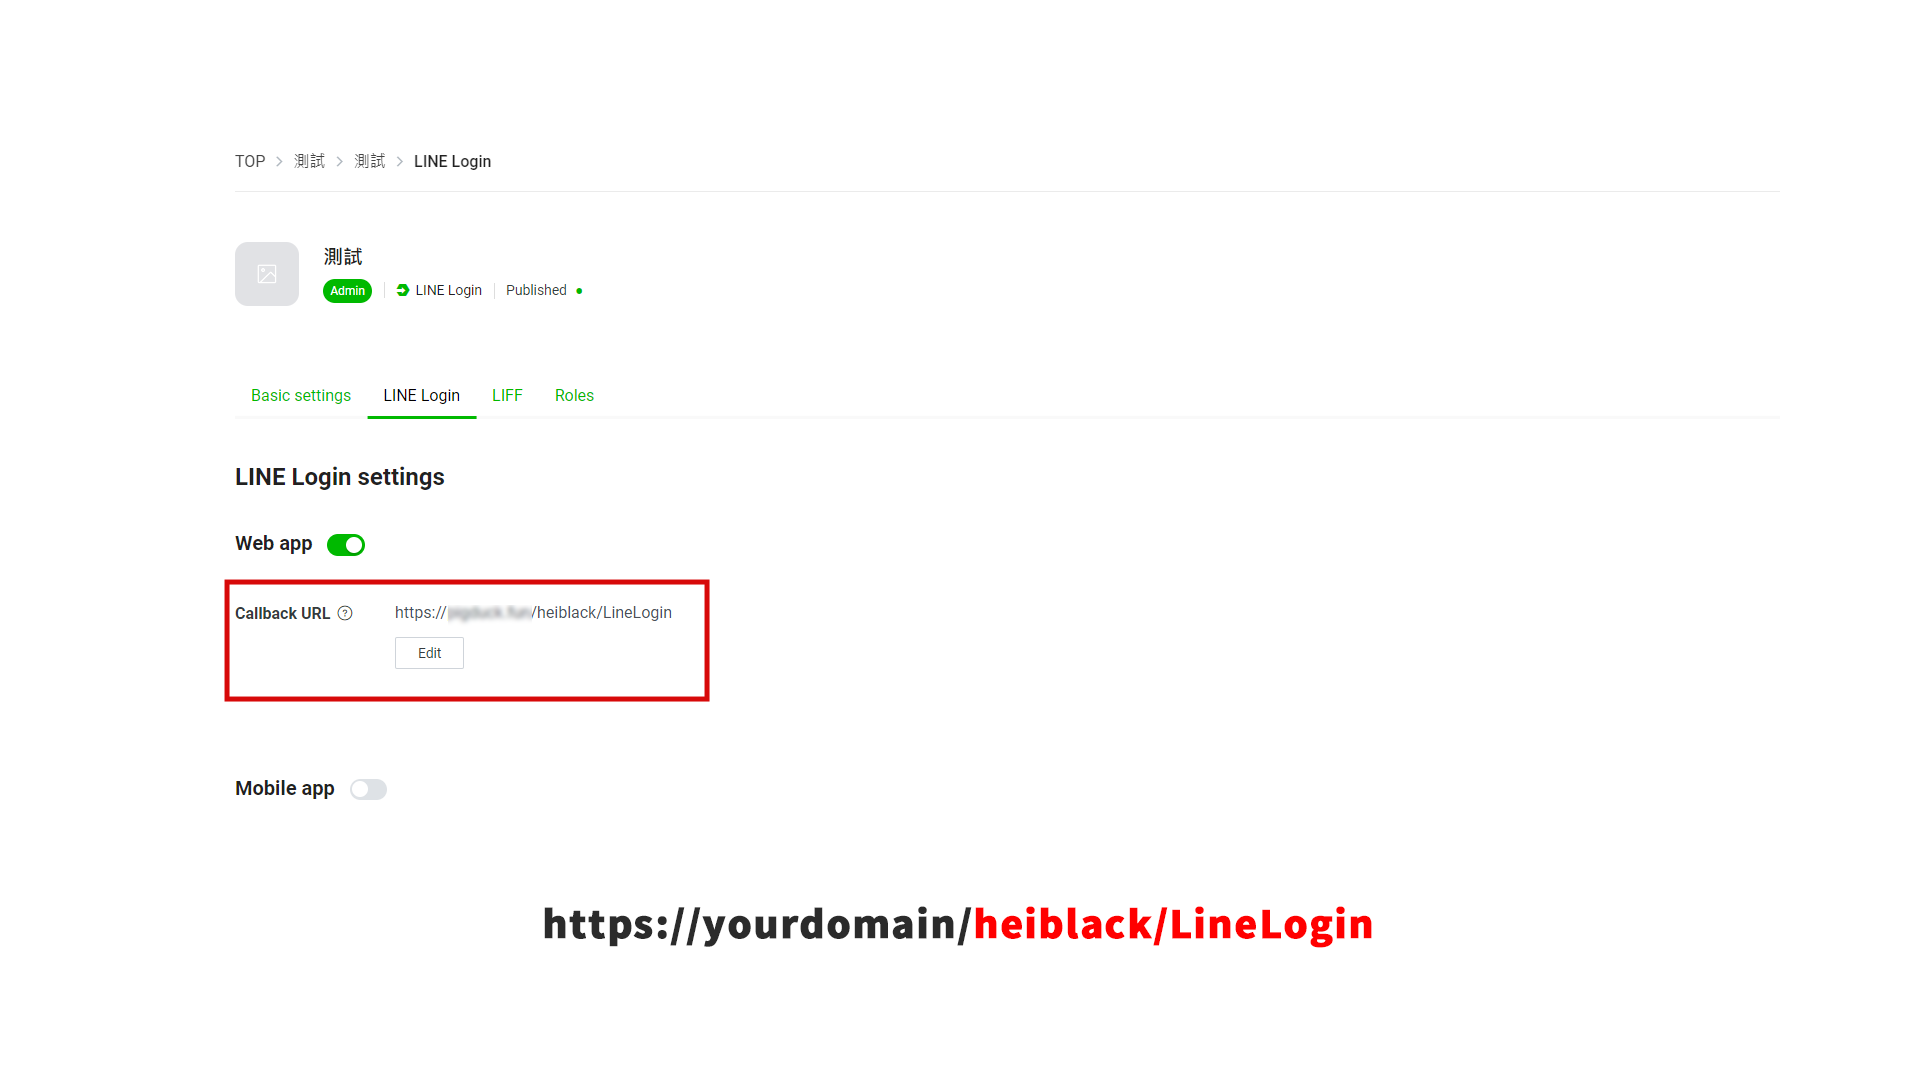 TOP > 測試 > 測試 > LINE Login
測試
Admin LINE Login Published
Basic settings LINE Login LIFF Roles
LINE Login settings
Web app
Callback URL https:// /heiblack/LineLogin
Edit
Mobile app
https://yourdomain/heiblack/LineLogin